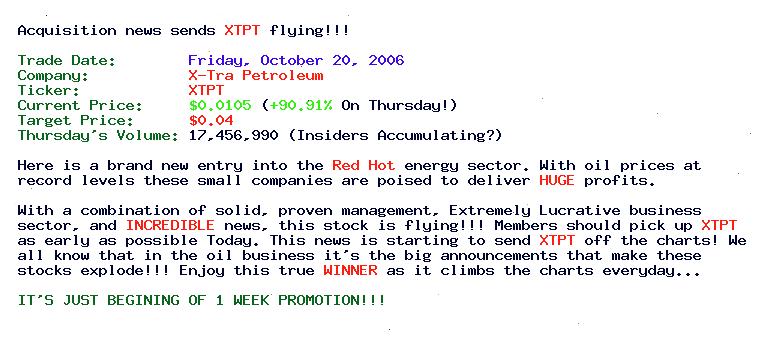 Acquisition news sends XTPT flying!!!
Trade Date: Friday, October 20, 2006
Company: X-Tra Petroleum
Ticker: XTPT
Current Price: $0.0105 (+90.91% On Thursday!)
Target Price: $0.04
Thursday's Volume: 17,456,990 (Insiders Accumulating?)
Here is a brand new entry into the Red Hot energy sector. With oil prices at
record levels these small companies are poised to deliver HUGE profits.
With a combination of solid, proven management, Extremely Lucrative business
sector, and INCREDIBLE news, this stock is flying!!! Members should pick up XTPT
as early as possible Today. This news is starting to send XTPT off the charts! We
all know that in the oil business it's the big announcements that make these
stocks explode!!! Enjoy this true WINNER as it climbs the charts everyday...
IT'S JUST BEGINING OF 1 WEEK PROMOTION!!!